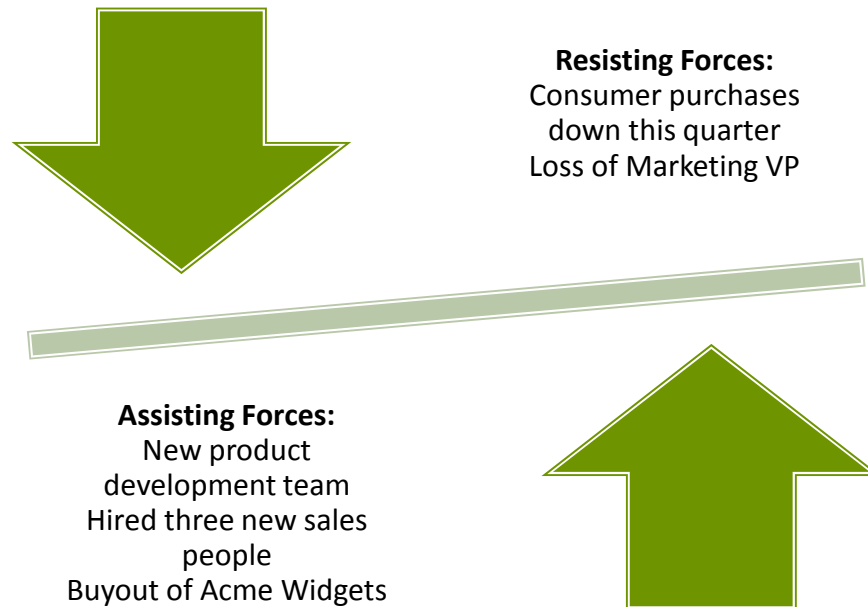 Resisting Forces:
Consumer purchases
down this quarter
Loss of Marketing VP
Assisting Forces:
New product
development team
Hired three new sales
people
Buyout of Acme Widgets